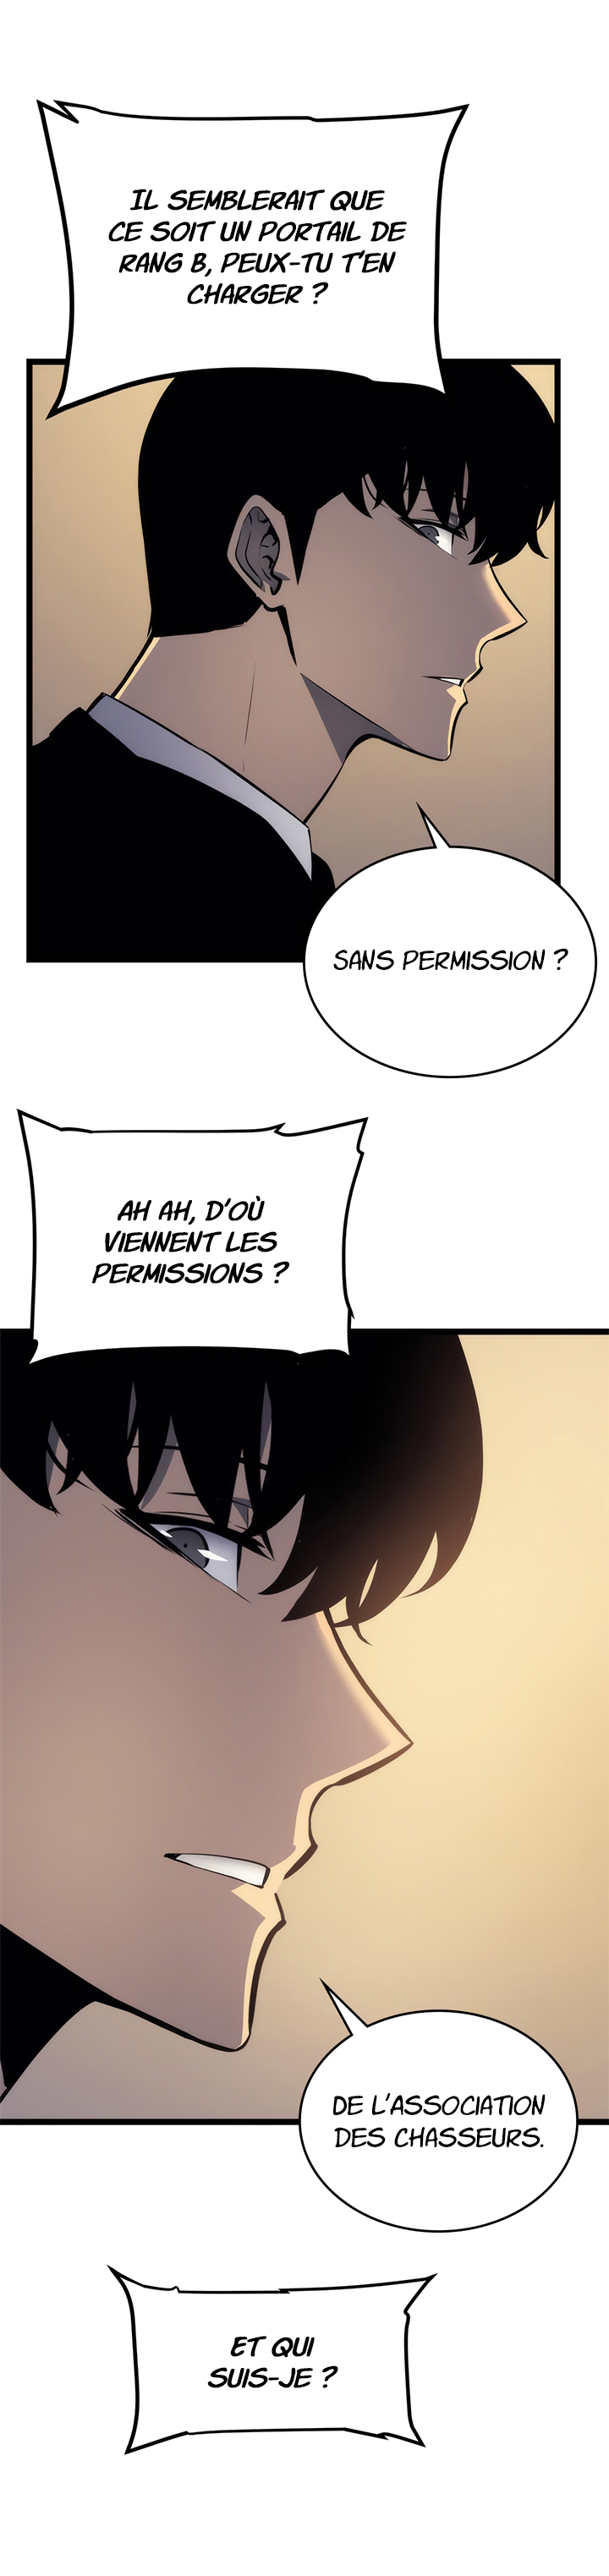 IL SEMBLERAIT QUE
CE SOIT UN PORTAIL DE
RANG B, PEUX-TU T'EN
CHARGER ?
SANS PERMISSION ?
AH AH, D'OÙ
VIENNENT LES
PERMISSIONS ?
DE L'ASSOCIATION
DES CHASSEURS.
ET QUI
SUIS-JE ?